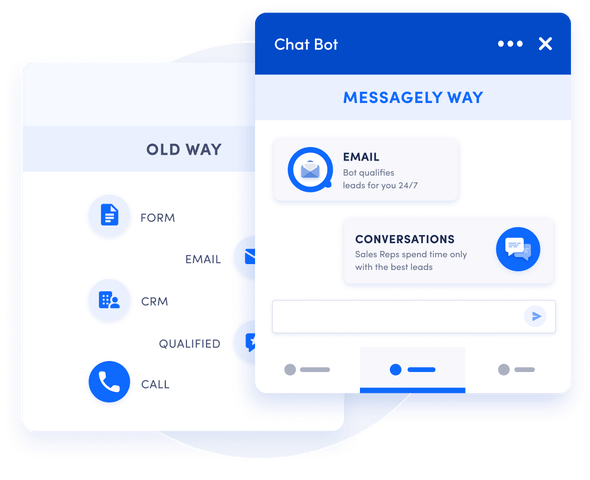 Chat Bot
MESSAGELY WAY
EMAIL
Bot qualifies
leads for you 24/7
CONVERSATIONS
Sales Reps spend time only
with the best leads
OLD WAY
FORM
EMAIL
CRM
QUALIFIED
CALL